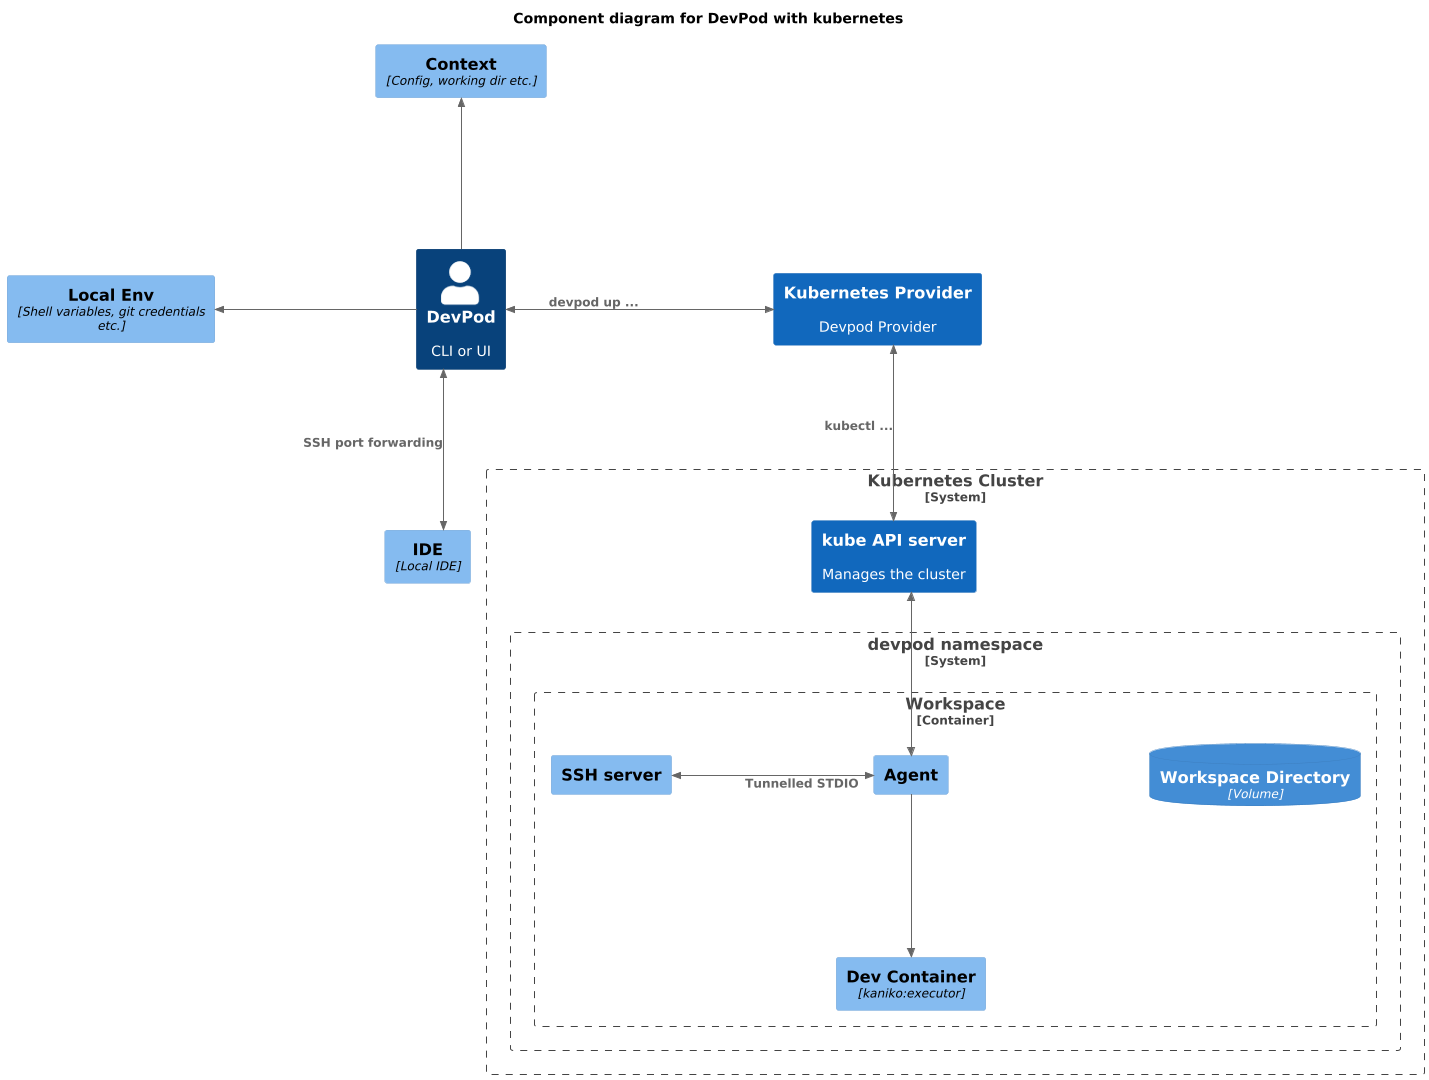 Component diagram for DevPod with kubernetes
Context
[Config, working dir etc.]
Local Env
[Shell variables, git credentials
etc.]
DevPod
CLI or UI
devpod up ...
Kubernetes Provider
Devpod Provider
SSH port forwarding
kubectl ...
IDE
[Local IDE]
Kubernetes Cluster
[System]
kube API server
Manages the cluster
devpod namespace
[System]
Workspace
[Container]
SSH server
Tunnelled STDIO
Agent
Workspace Directory
[Volume]
Dev Container
[kaniko:executor]